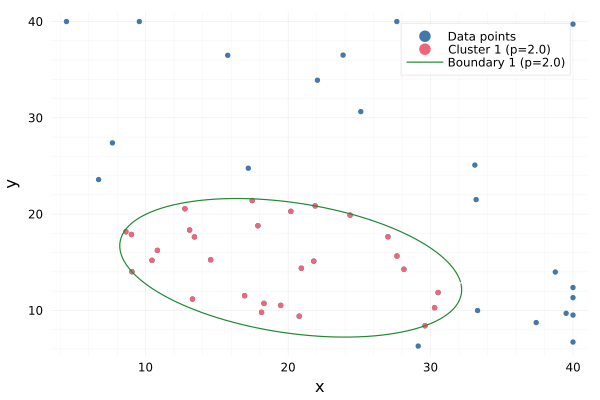 40
30
20
10
y
Data points
Cluster 1 (p=2.0)
Boundary 1 (p=2.0)
10 20 30 40
x